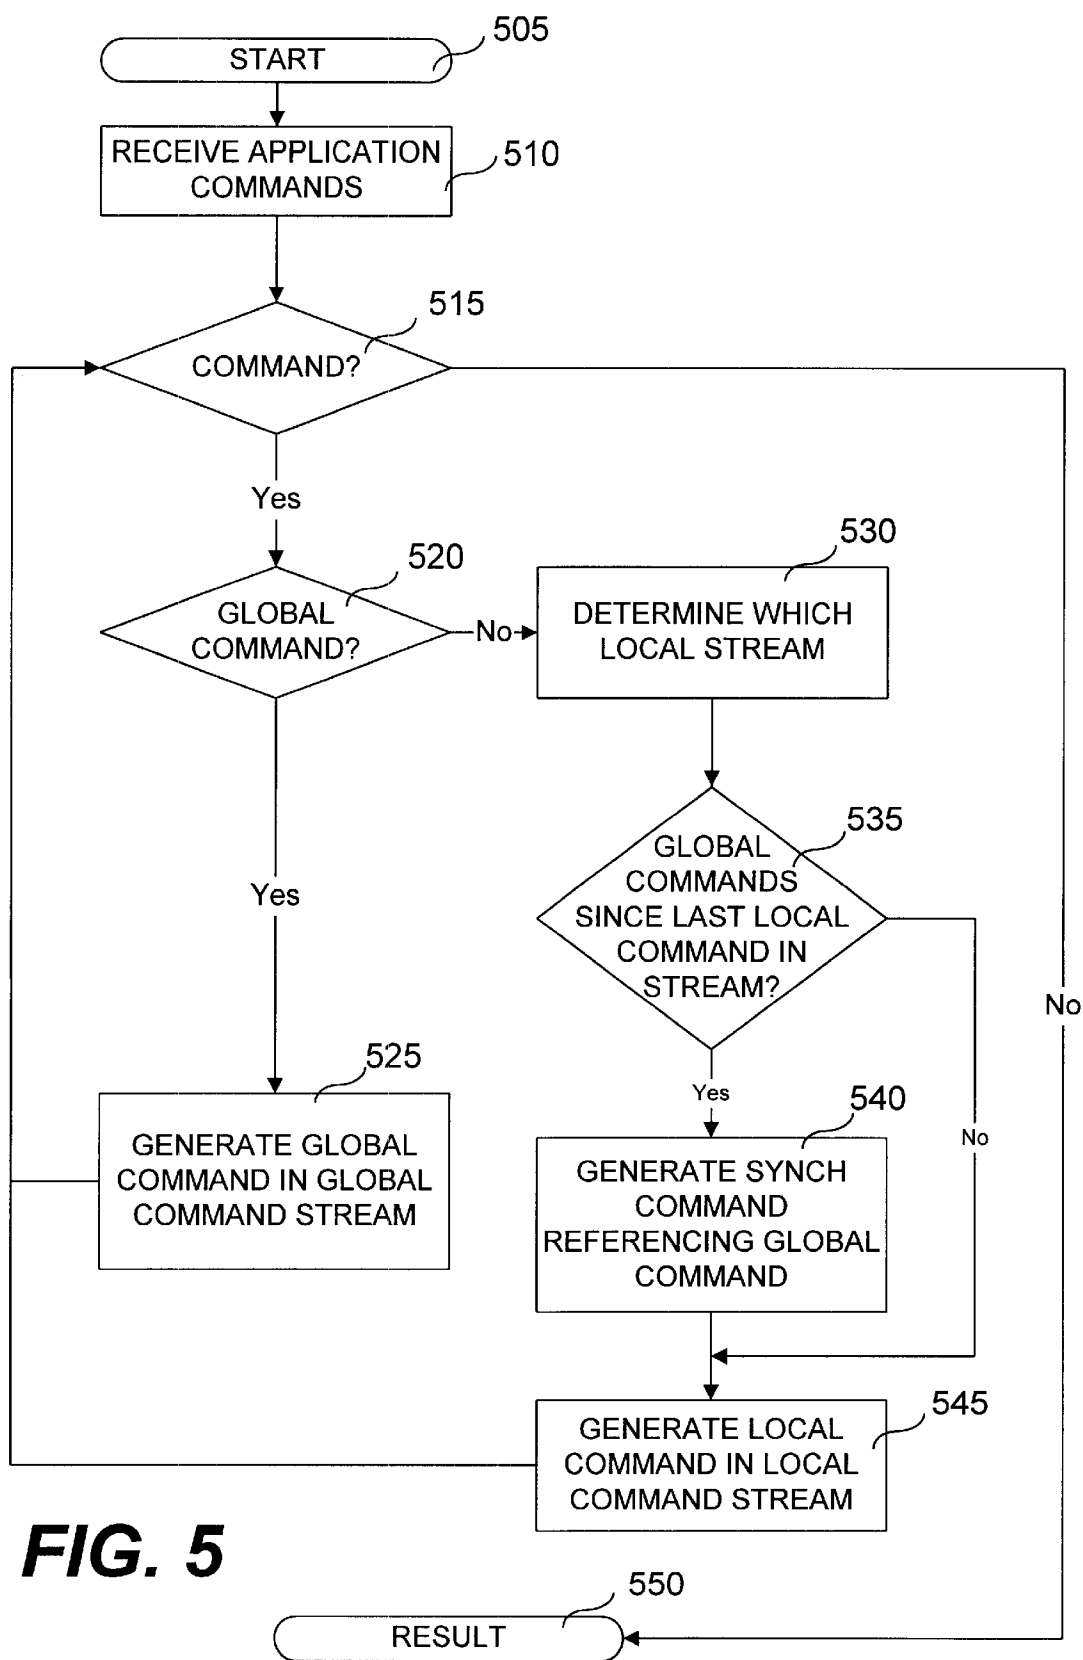 START
505
RECEIVE APPLICATION
COMMANDS
510
515
COMMAND?
Yes
520
GLOBAL
COMMAND?
No
530
DETERMINE WHICH
LOCAL STREAM
535
GLOBAL
COMMANDS
SINCE LAST LOCAL
COMMAND IN
STREAM?
Yes
No
No
Yes
525
GENERATE GLOBAL
COMMAND IN GLOBAL
COMMAND STREAM
540
GENERATE SYNCH
COMMAND
REFERENCING GLOBAL
COMMAND
545
GENERATE LOCAL
COMMAND IN LOCAL
COMMAND STREAM
FIG. 5
550
RESULT